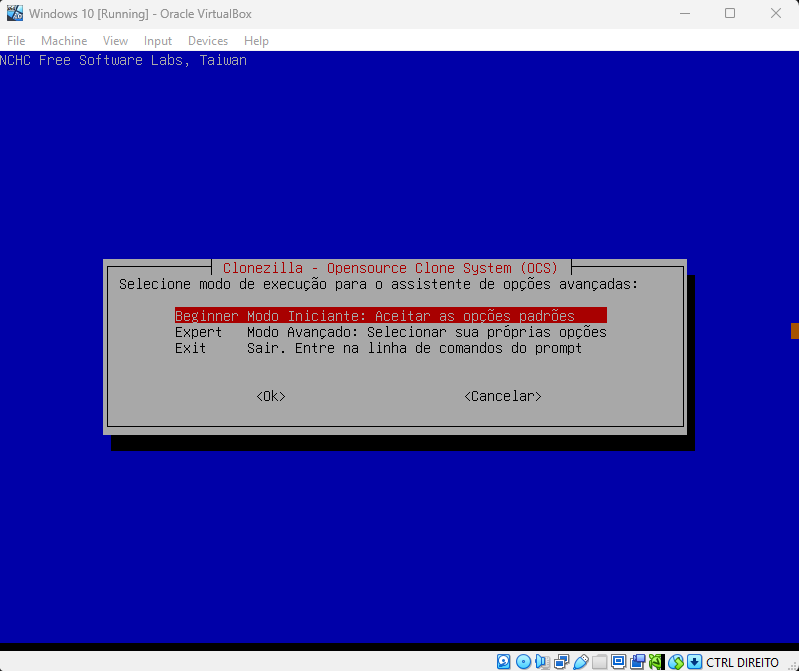 Windows 10 [Running] - Oracle VirtualBox
File Machine View Input Devices Help
NCHC Free Software Labs, Taiwan
Clonezilla - Opensource Clone System (OCS)
Selecione modo de execução para o assistente de opções avançadas:
Beginner Modo Iniciante: Aceitar as opções padrões
Expert Modo Avançado: Selecionar sua próprias opções
Exit Sair. Entre na linha de comandos do prompt
<Ok> <Cancelar>
CTRL DIREITO